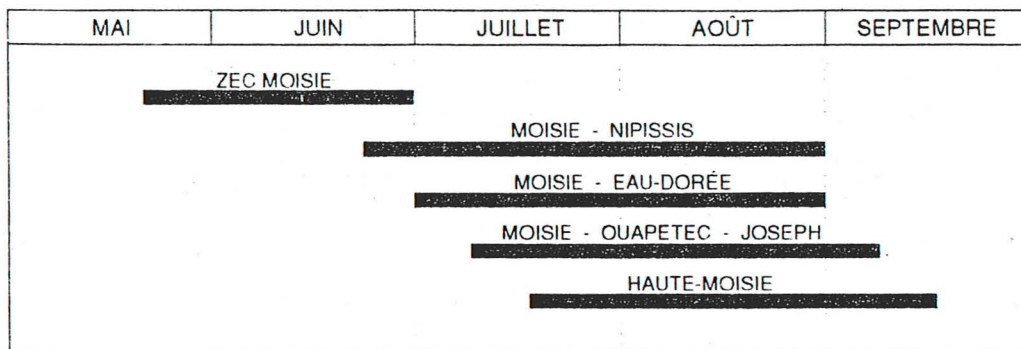 MAI JUIN JUILLET AOÛT SEPTEMBRE
ZEC MOISIE
MOISIE - NIPISSIS
MOISIE - EAU-DORÉE
MOISIE - OUAPETEC - JOSEPH
HAUTE-MOISIE